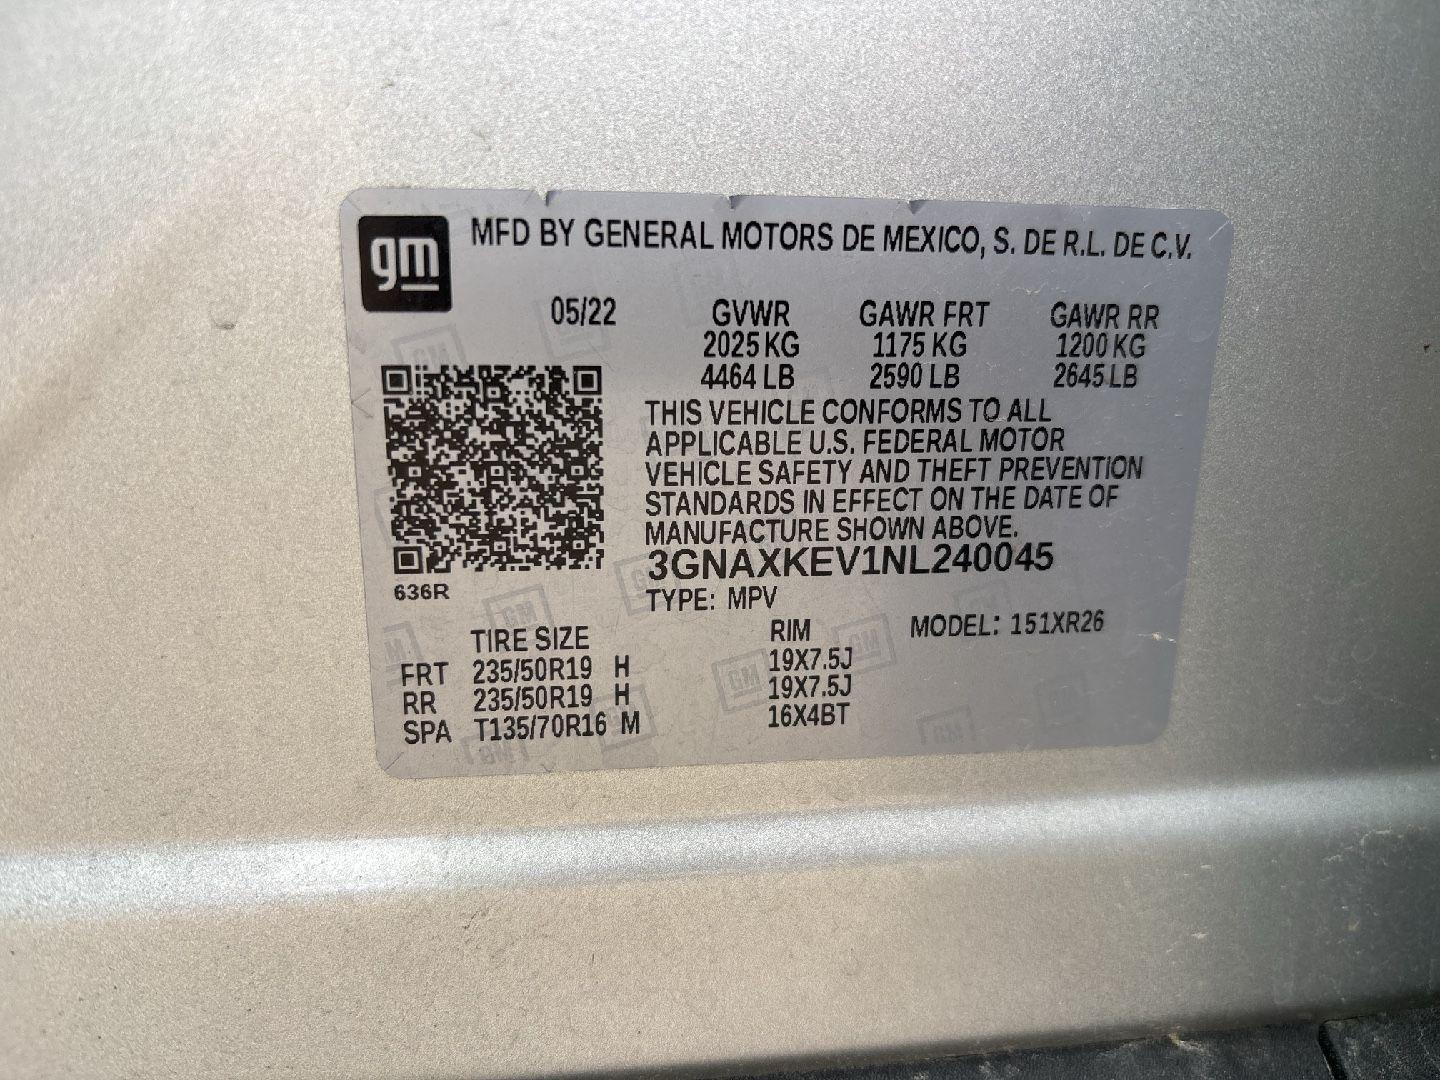 gm
MFD BY GENERAL MOTORS DE MEXICO, S. DE R.L. DE C.V.
05/22 GVWR GAWR FRT GAWR RR
2025 KG 1175 KG 1200 KG
4464 LB 2590 LB 2645 LB
THIS VEHICLE CONFORMS TO ALL
APPLICABLE U.S. FEDERAL MOTOR
VEHICLE SAFETY AND THEFT PREVENTION
STANDARDS IN EFFECT ON THE DATE OF
MANUFACTURE SHOWN ABOVE.
3GNAXKEV1NL240045
636R
TYPE: MPV
TIRE SIZE RIM MODEL: 151XR26
FRT 235/50R19 H 19X7.5J
RR 235/50R19 H 19X7.5J
SPA T135/70R16 M 16X4BT